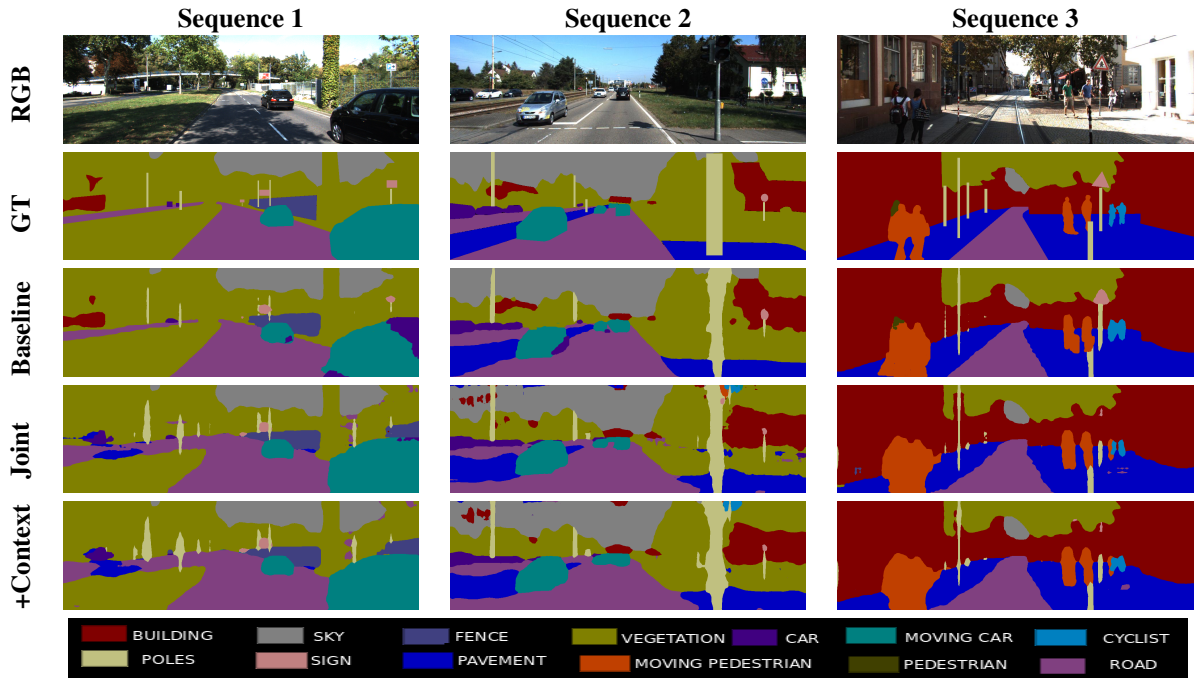 Sequence 1 Sequence 2 Sequence 3
RGB
GT
Baseline
Joint
+Context
BUILDING SKY FENCE VEGETATION CAR MOVING CAR CYCLIST
POLES SIGN PAVEMENT MOVING PEDESTRIAN PEDESTRIAN ROAD